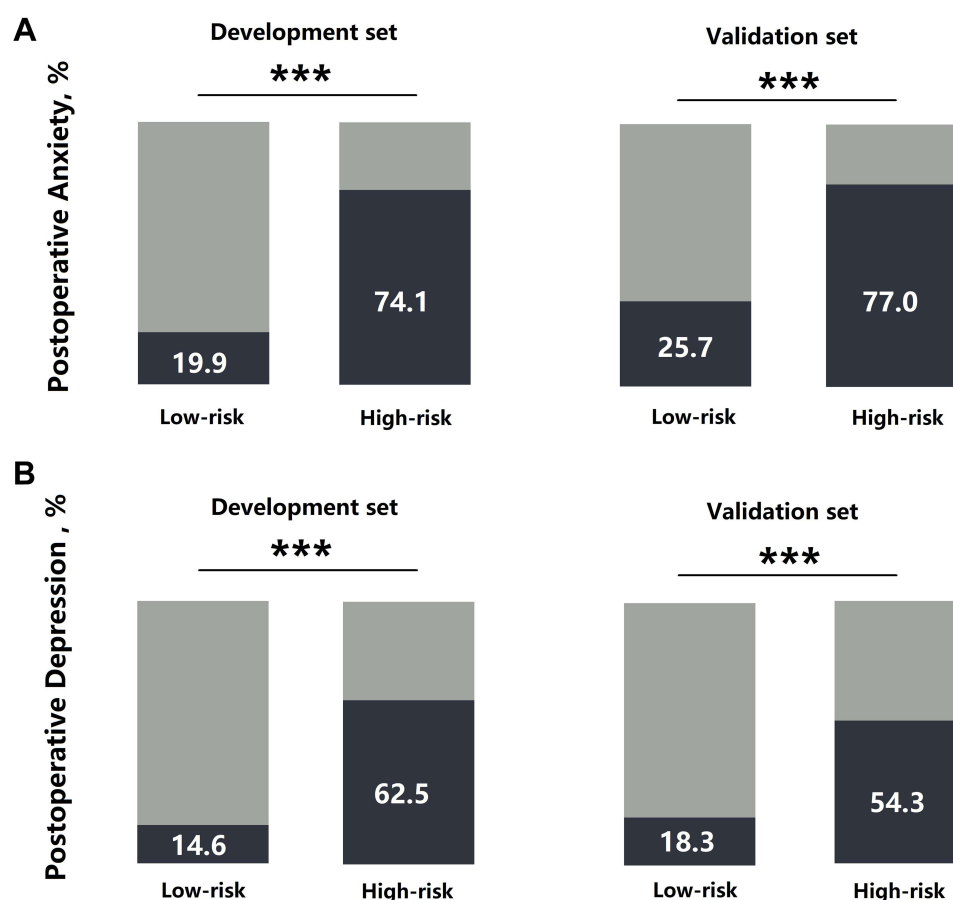 A
Development set
Validation set
***
***
Postoperative Anxiety, %
74.1
77.0
19.9
25.7
Low-risk
High-risk
Low-risk
High-risk
B
Development set
Validation set
***
***
Postoperative Depression , %
62.5
54.3
14.6
18.3
Low-risk
High-risk
Low-risk
High-risk